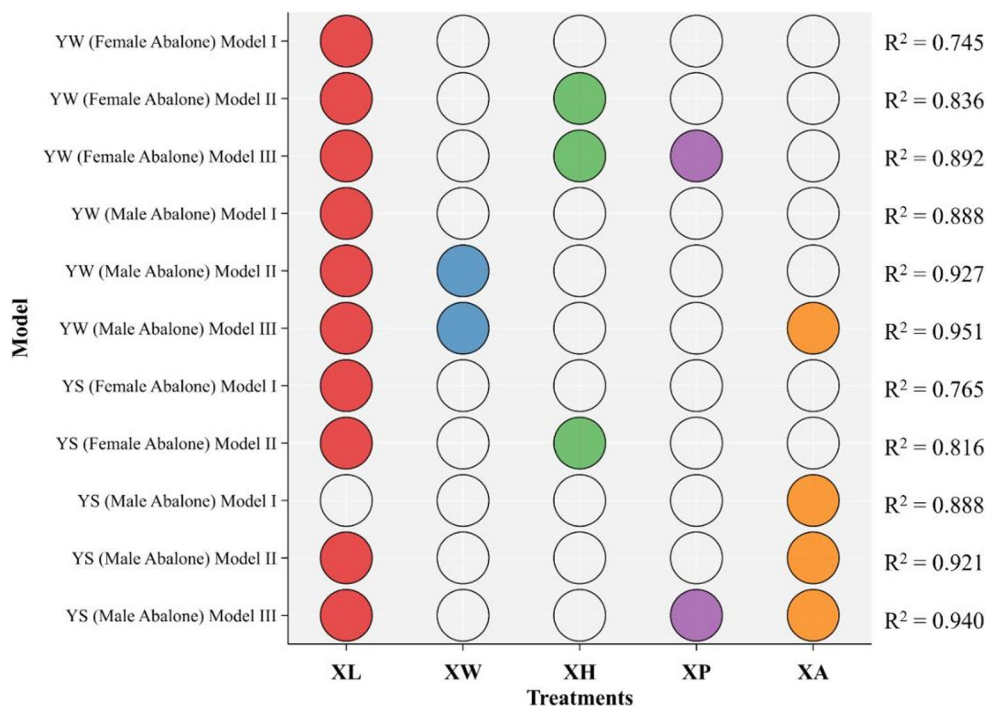 YW (Female Abalone) Model I
R² = 0.745
YW (Female Abalone) Model II
R² = 0.836
YW (Female Abalone) Model III
R² = 0.892
YW (Male Abalone) Model I
R² = 0.888
YW (Male Abalone) Model II
R² = 0.927
YW (Male Abalone) Model III
R² = 0.951
YS (Female Abalone) Model I
R² = 0.765
YS (Female Abalone) Model II
R² = 0.816
YS (Male Abalone) Model I
R² = 0.888
YS (Male Abalone) Model II
R² = 0.921
YS (Male Abalone) Model III
R² = 0.940
Model
XL XW XH XP XA
Treatments